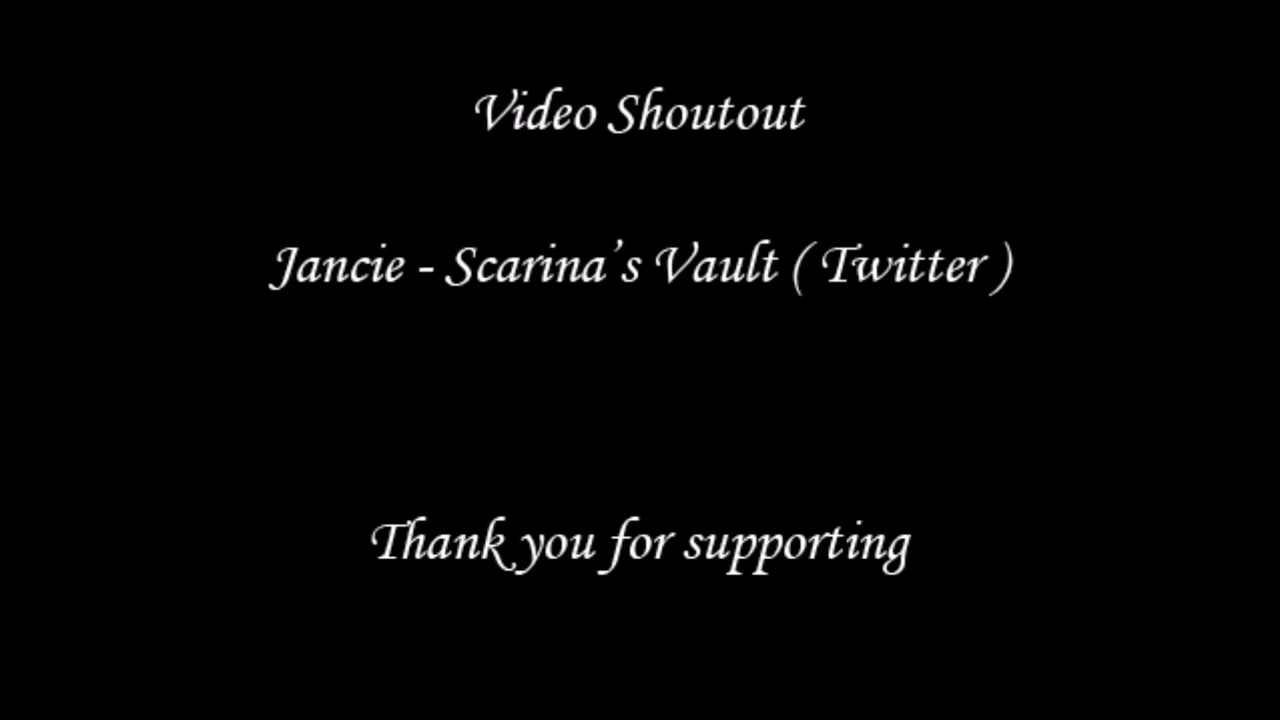 Video Shoutout
Jancie - Scarina's Vault ( Twitter )
Thank you for supporting